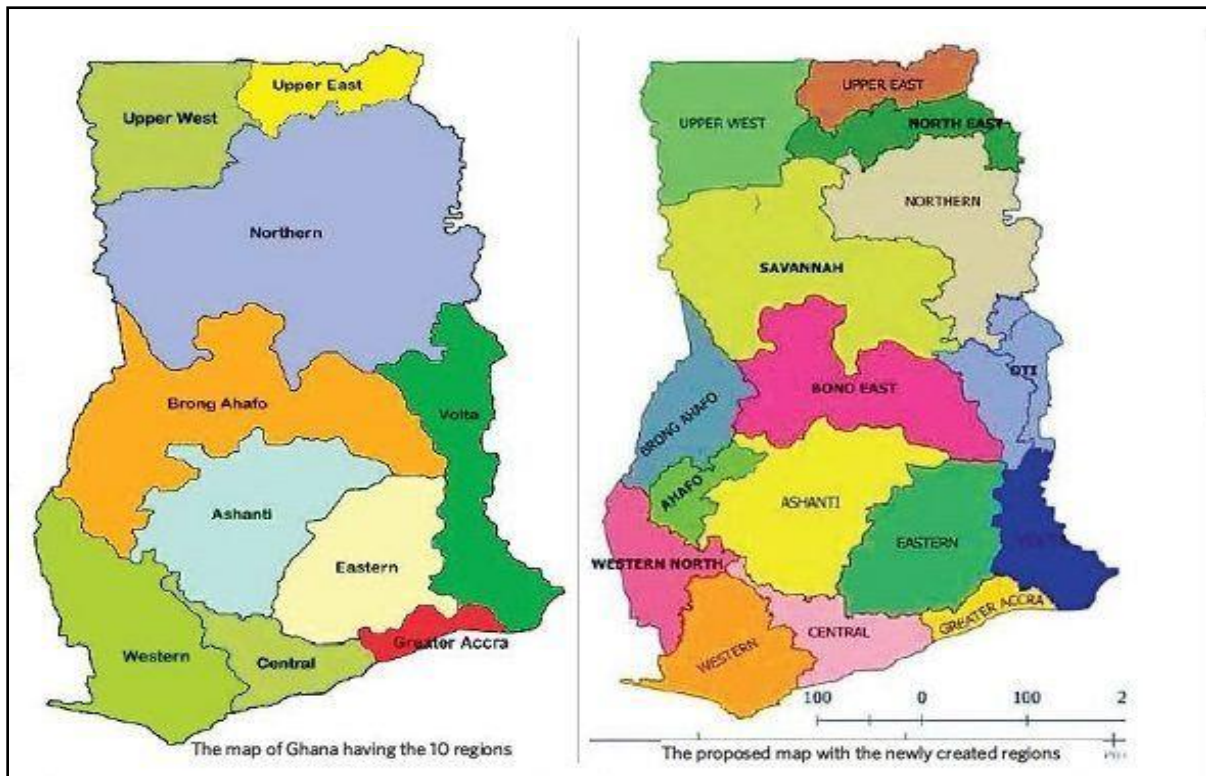 Upper East
Upper West
Northern
Brong Ahafo
Volta
Ashanti
Eastern
Greater Accra
Western
Central
The map of Ghana having the 10 regions
UPPER EAST
UPPER WEST
NORTH EAST
NORTHERN
SAVANNAH
OTI
BONO EAST
BRONG AHAFO
AHAFO
ASHANTI
EASTERN
WESTERN NORTH
GREATER ACCRA
CENTRAL
WESTERN
100 0 100 2
The proposed map with the newly created regions